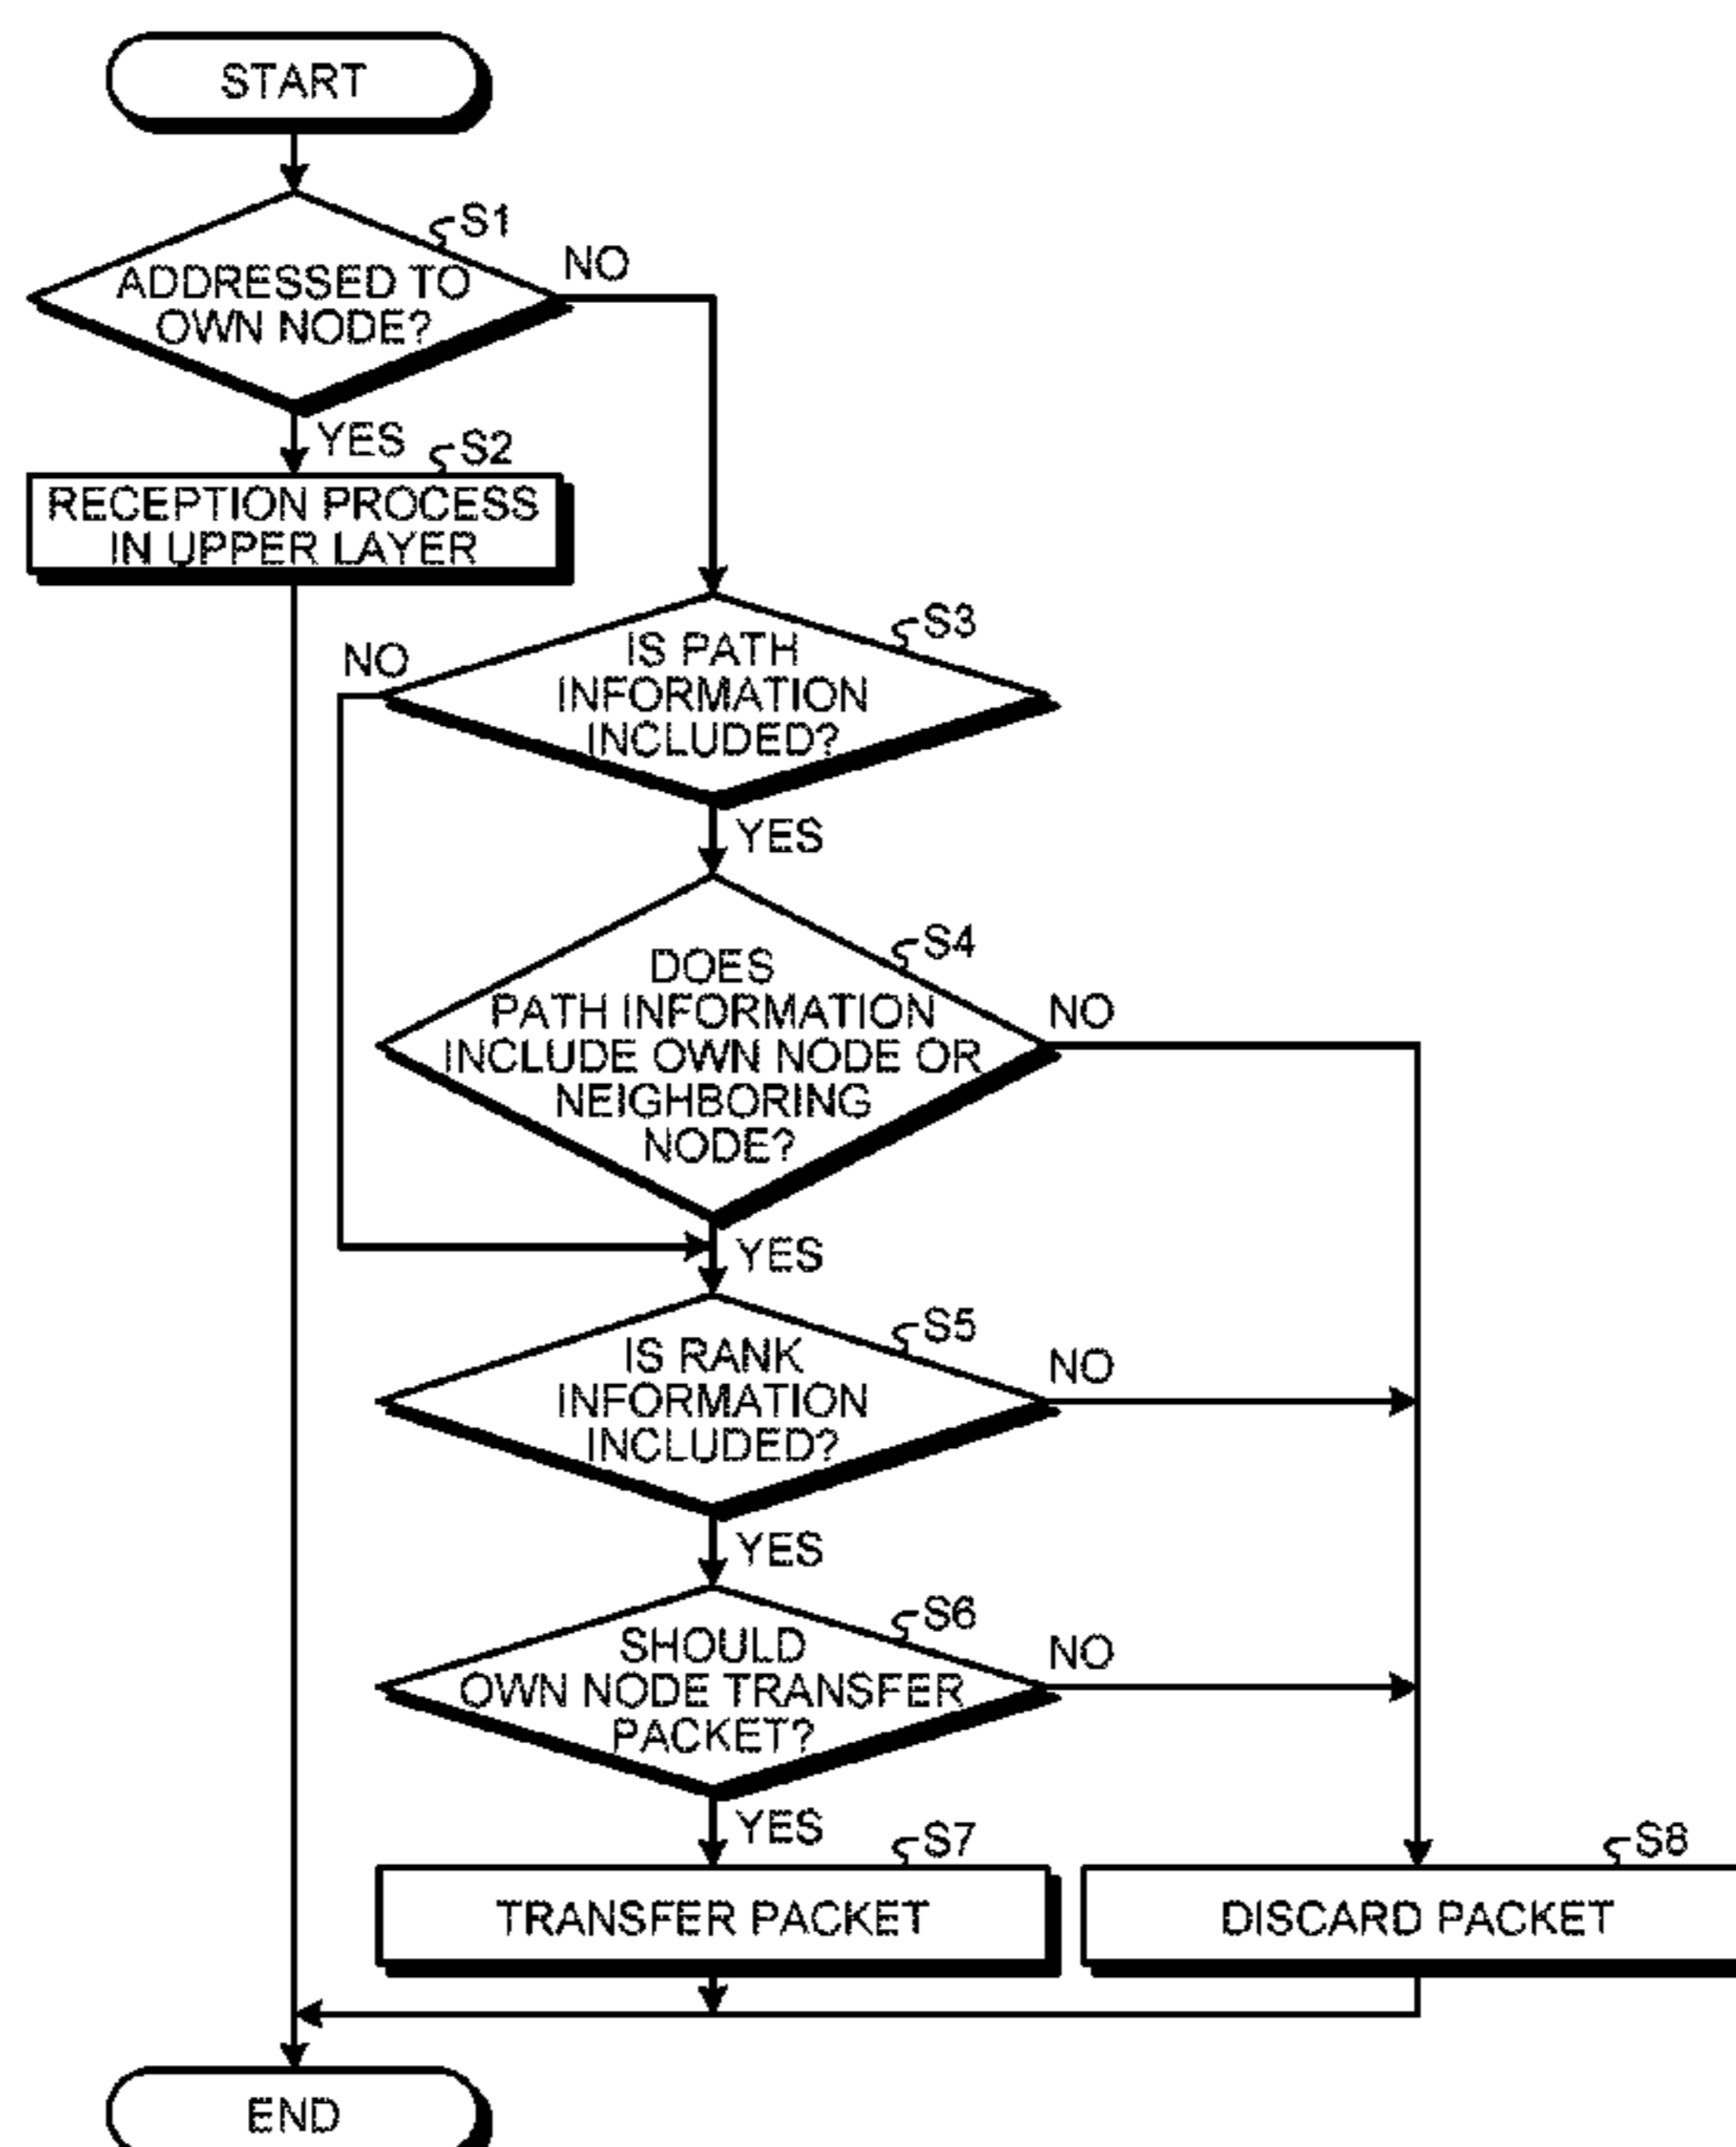 START
S1
NO
ADDRESSED TO
OWN NODE?
YES
S2
RECEPTION PROCESS
IN UPPER LAYER
S3
NO
IS PATH
INFORMATION
INCLUDED?
YES
S4
DOES
PATH INFORMATION
INCLUDE OWN NODE OR
NEIGHBORING
NODE?
NO
YES
S5
IS RANK
INFORMATION
INCLUDED?
NO
YES
S6
SHOULD
OWN NODE TRANSFER
PACKET?
NO
YES
S7
TRANSFER PACKET
S8
DISCARD PACKET
END